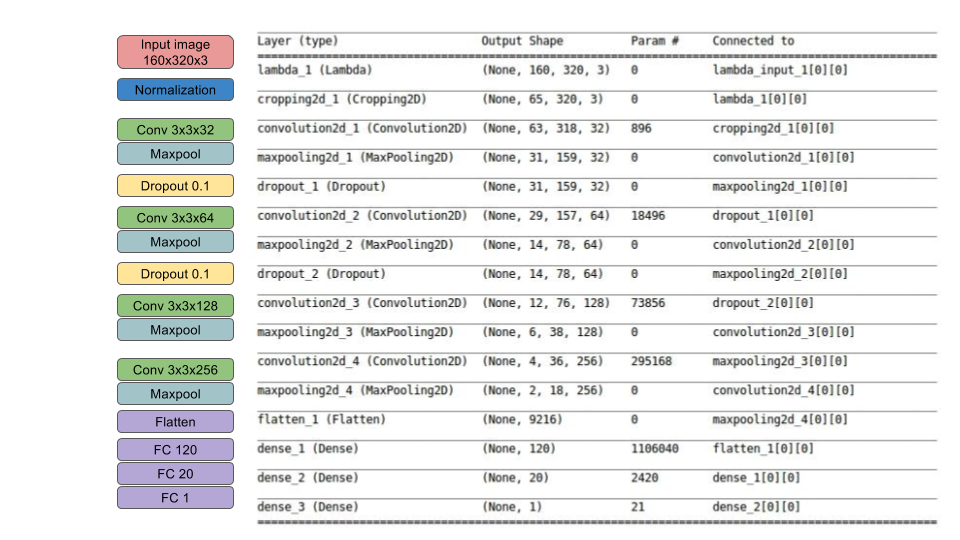 Input image
160x320x3
Normalization
Conv 3x3x32
Maxpool
Dropout 0.1
Conv 3x3x64
Maxpool
Dropout 0.1
Conv 3x3x128
Maxpool
Conv 3x3x256
Maxpool
Flatten
FC 120
FC 20
FC 1
Layer (type) Output Shape Param # Connected to
lambda_1 (Lambda) (None, 160, 320, 3) 0 lambda_input_1[0][0]
cropping2d_1 (Cropping2D) (None, 65, 320, 3) 0 lambda_1[0][0]
convolution2d_1 (Convolution2D) (None, 63, 318, 32) 896 cropping2d_1[0][0]
maxpooling2d_1 (MaxPooling2D) (None, 31, 159, 32) 0 convolution2d_1[0][0]
dropout_1 (Dropout) (None, 31, 159, 32) 0 maxpooling2d_1[0][0]
convolution2d_2 (Convolution2D) (None, 29, 157, 64) 18496 dropout_1[0][0]
maxpooling2d_2 (MaxPooling2D) (None, 14, 78, 64) 0 convolution2d_2[0][0]
dropout_2 (Dropout) (None, 14, 78, 64) 0 maxpooling2d_2[0][0]
convolution2d_3 (Convolution2D) (None, 12, 76, 128) 73856 dropout_2[0][0]
maxpooling2d_3 (MaxPooling2D) (None, 6, 38, 128) 0 convolution2d_3[0][0]
convolution2d_4 (Convolution2D) (None, 4, 36, 256) 295168 maxpooling2d_3[0][0]
maxpooling2d_4 (MaxPooling2D) (None, 2, 18, 256) 0 convolution2d_4[0][0]
flatten_1 (Flatten) (None, 9216) 0 maxpooling2d_4[0][0]
dense_1 (Dense) (None, 120) 1106040 flatten_1[0][0]
dense_2 (Dense) (None, 20) 2420 dense_1[0][0]
dense_3 (Dense) (None, 1) 21 dense_2[0][0]